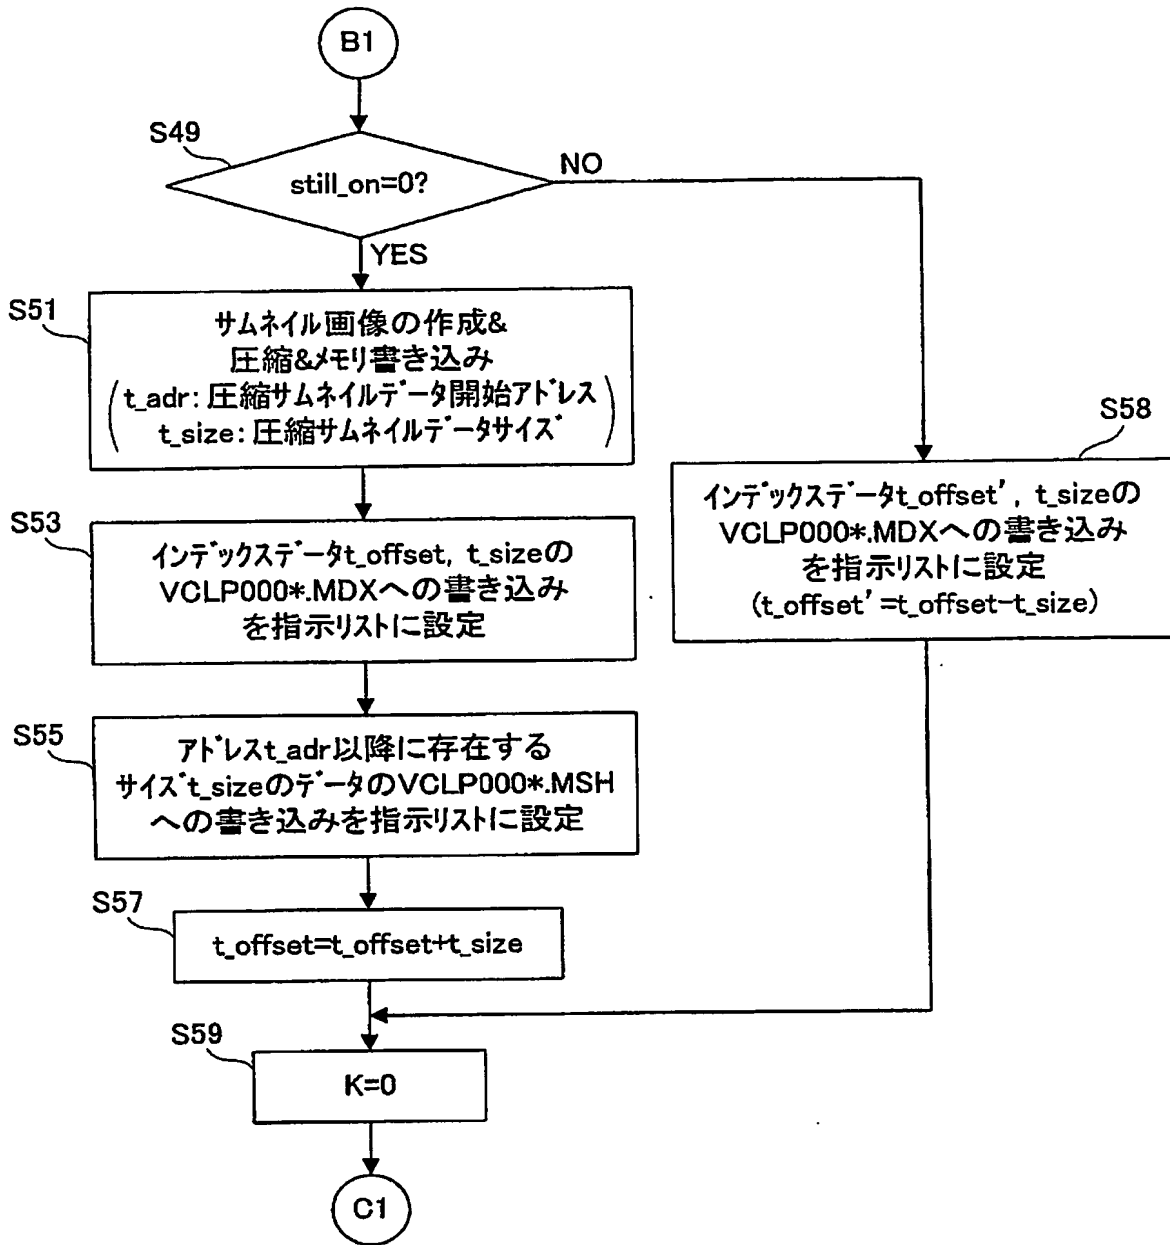 B1
S49
still_on=0?
NO
YES
S51
サムネイル画像の作成&
圧縮&メモリ書き込み
t_adr:圧縮サムネイルデータ開始アドレス
t_size:圧縮サムネイルデータサイズ
S53
インデックスデータt_offset, t_sizeの
VCLP000*.MDXへの書き込み
を指示リストに設定
S58
インデックスデータt_offset', t_sizeの
VCLP000*.MDXへの書き込み
を指示リストに設定
(t_offset'=t_offset-t_size)
S55
アドレスt_adr以降に存在する
サイズt_sizeのデータのVCLP000*.MSH
への書き込みを指示リストに設定
S57
t_offset=t_offset+t_size
S59
K=0
C1